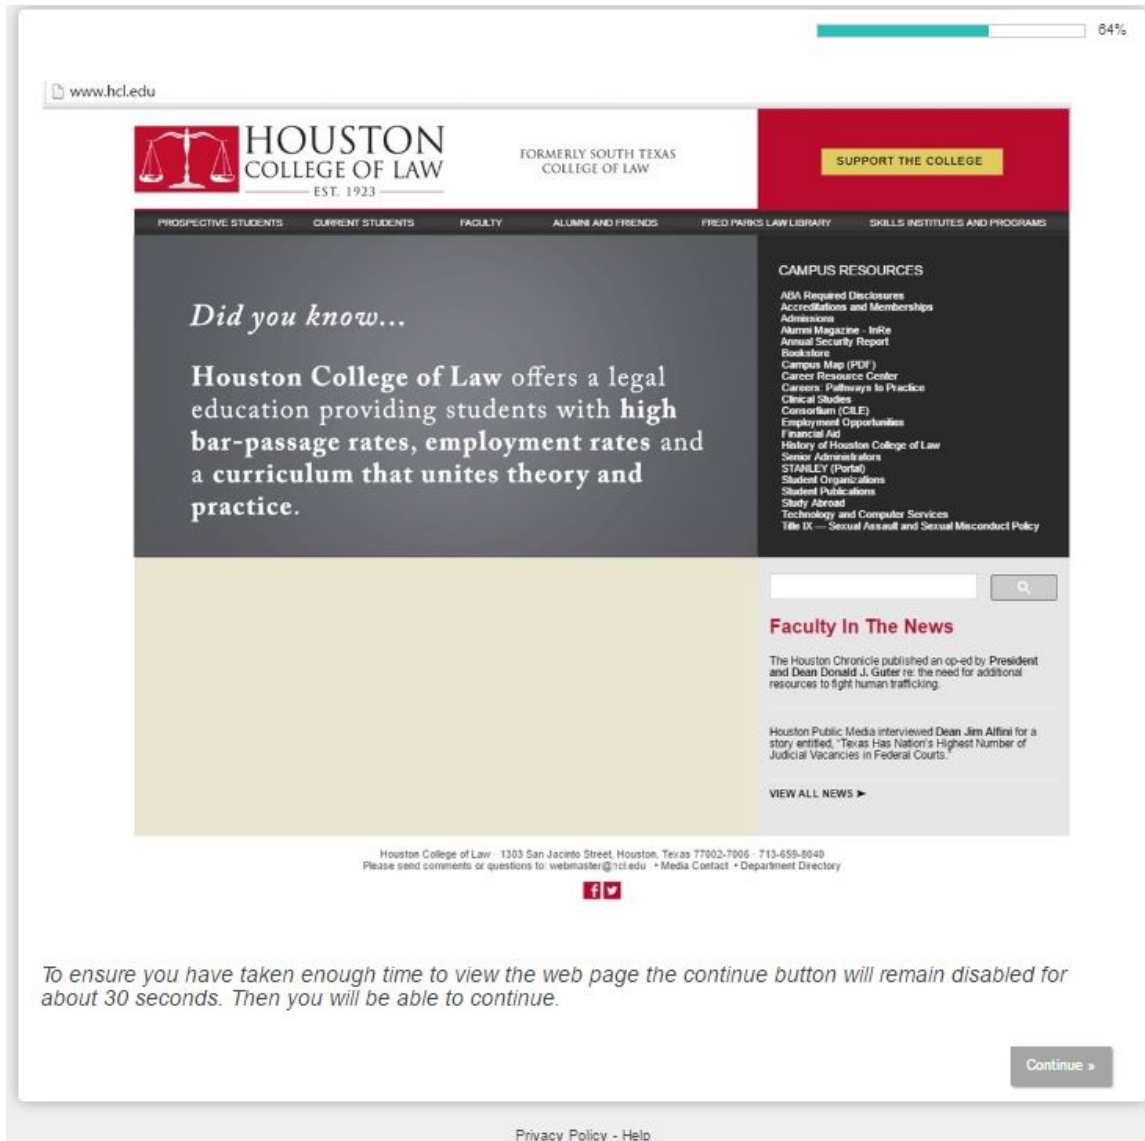 64%
www.hcl.edu
HOUSTON
COLLEGE OF LAW
EST. 1923
FORMERLY SOUTH TEXAS
COLLEGE OF LAW
SUPPORT THE COLLEGE
PROSPECTIVE STUDENTS CURRENT STUDENTS FACULTY ALUMNI AND FRIENDS FRED PARKS LAW LIBRARY SKILLS INSTITUTES AND PROGRAMS
Did you know...
Houston College of Law offers a legal
education providing students with high
bar-passage rates, employment rates and
a curriculum that unites theory and
practice.
CAMPUS RESOURCES
ABA Required Disclosures
Accreditations and Memberships
Admissions
Alumni Magazine - InRe
Annual Security Report
Bookstore
Campus Map (PDF)
Career Resource Center
Careers: Pathways to Practice
Clinical Studies
Consortium (CILE)
Employment Opportunities
Financial Aid
History of Houston College of Law
Senior Administrators
STANLEY (Portal)
Student Organizations
Student Publications
Study Abroad
Technology and Computer Services
Title IX — Sexual Assault and Sexual Misconduct Policy
Faculty In The News
The Houston Chronicle published an op-ed by President
and Dean Donald J. Guter re: the need for additional
resources to fight human trafficking.
Houston Public Media interviewed Dean Jim Alfini for a
story entitled, "Texas Has Nation's Highest Number of
Judicial Vacancies in Federal Courts."
VIEW ALL NEWS ➤
Houston College of Law · 1303 San Jacinto Street, Houston, Texas 77002-7006 · 713-659-8040
Please send comments or questions to: webmaster@hcl.edu • Media Contact • Department Directory
To ensure you have taken enough time to view the web page the continue button will remain disabled for
about 30 seconds. Then you will be able to continue.
Continue »
Privacy Policy - Help